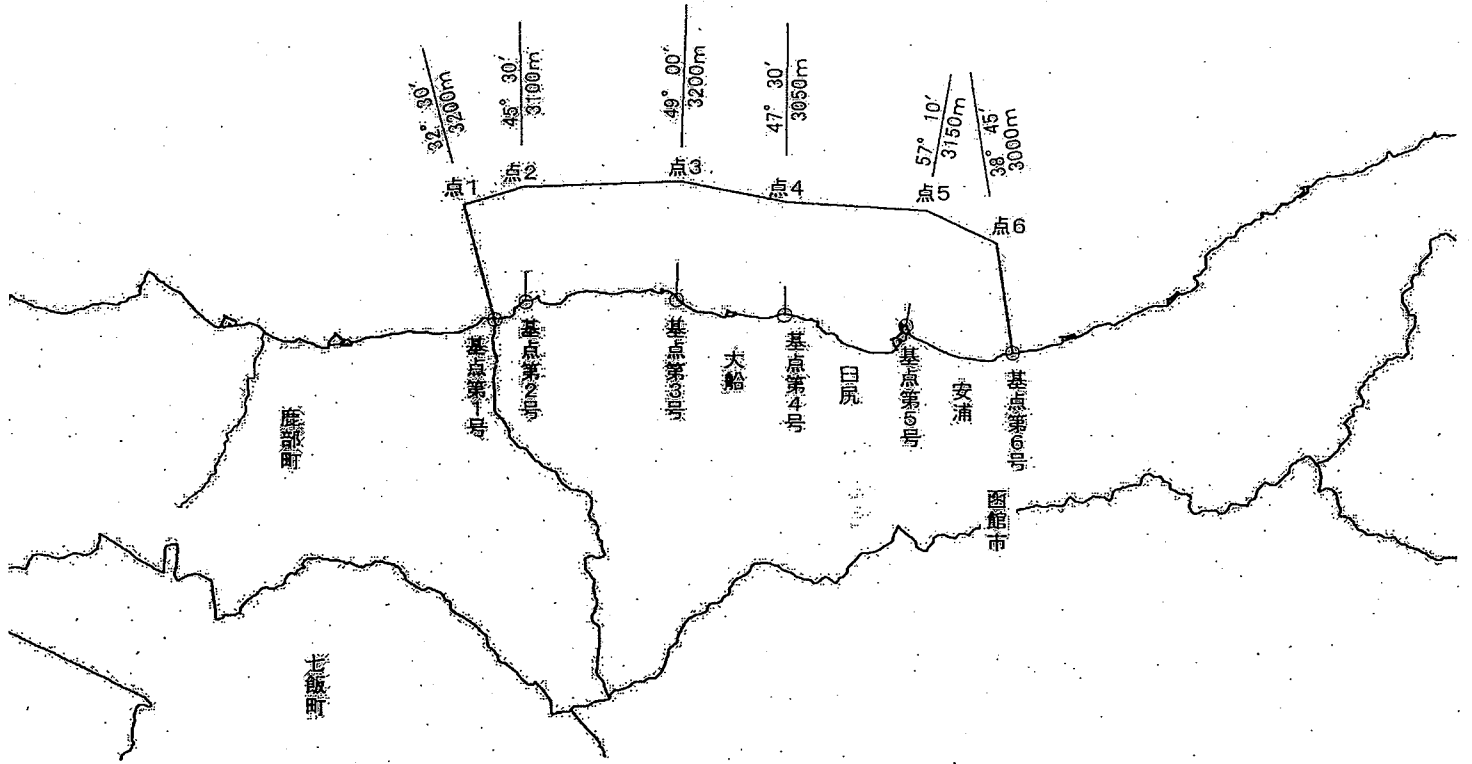 32° 30′
3200m
45° 30′
3100m
49° 00′
3200m
47° 30′
3050m
57° 10′
3150m
38° 45′
3000m
点1
点2
点3
点4
点5
点6
基点第1号
基点第2号
基点第3号
大船
基点第4号
臼尻
基点第5号
安浦
基点第6号
鹿部町
函館市
七飯町